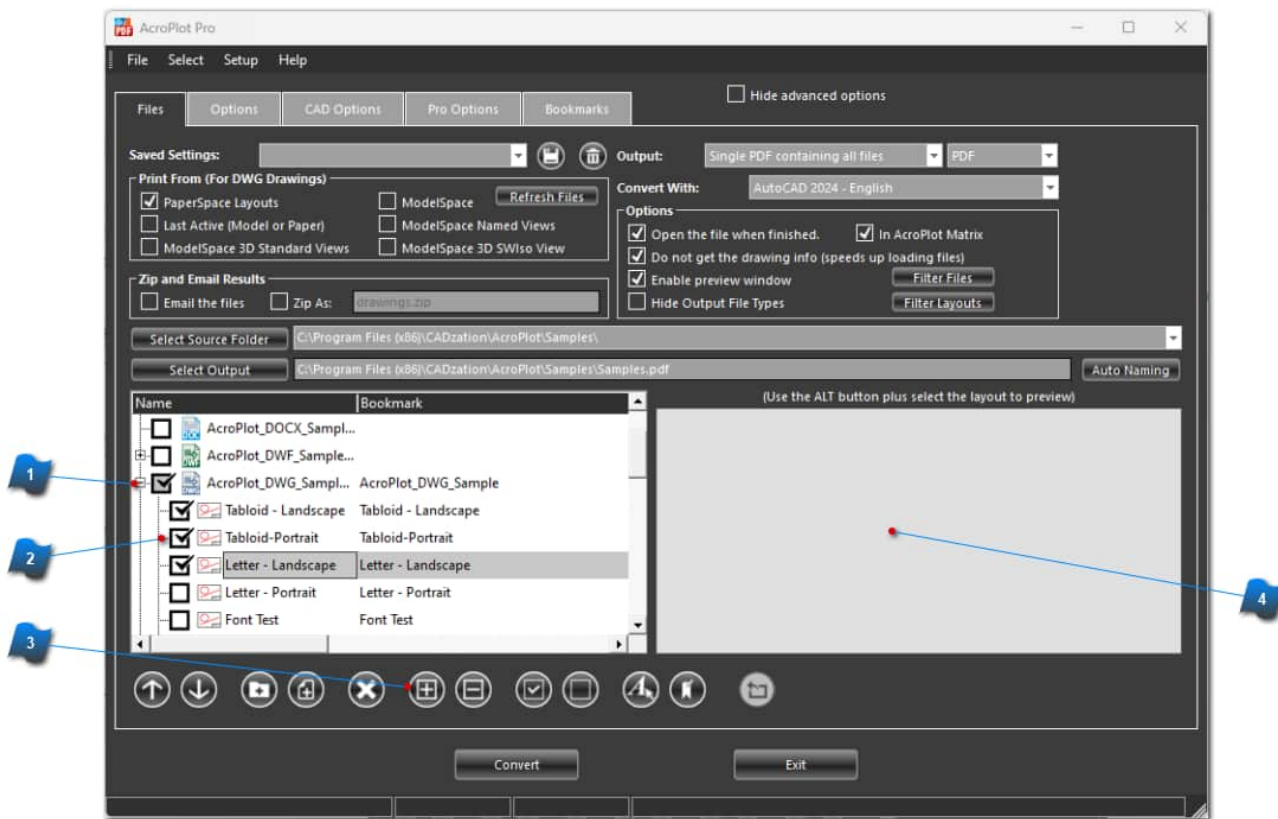 AcroPlot Pro
File Select Setup Help
Hide advanced options
Files Options CAD Options Pro Options Bookmarks
Saved Settings: Output: Single PDF containing all files PDF
Print From (For DWG Drawings)
Convert With: AutoCAD 2024 - English
PaperSpace Layouts ModelSpace Refresh Files
Options
Last Active (Model or Paper) ModelSpace Named Views
Open the file when finished. In AcroPlot Matrix
ModelSpace 3D Standard Views ModelSpace 3D SWIso View
Do not get the drawing info (speeds up loading files)
Zip and Email Results
Enable preview window Filter Files
Email the files Zip As: drawings.zip
Hide Output File Types Filter Layouts
Select Source Folder C:\Program Files (x86)\CADzation\AcroPlot\Samples\
Select Output C:\Program Files (x86)\CADzation\AcroPlot\Samples\Samples.pdf Auto Naming
Name Bookmark
(Use the ALT button plus select the layout to preview)
AcroPlot_DOCX_Sampl...
AcroPlot_DWF_Sample...
1
AcroPlot_DWG_Sampl... AcroPlot_DWG_Sample
Tabloid - Landscape Tabloid - Landscape
Tabloid-Portrait Tabloid-Portrait
2
Letter - Landscape Letter - Landscape
Letter - Portrait Letter - Portrait
4
Font Test Font Test
3
Convert Exit